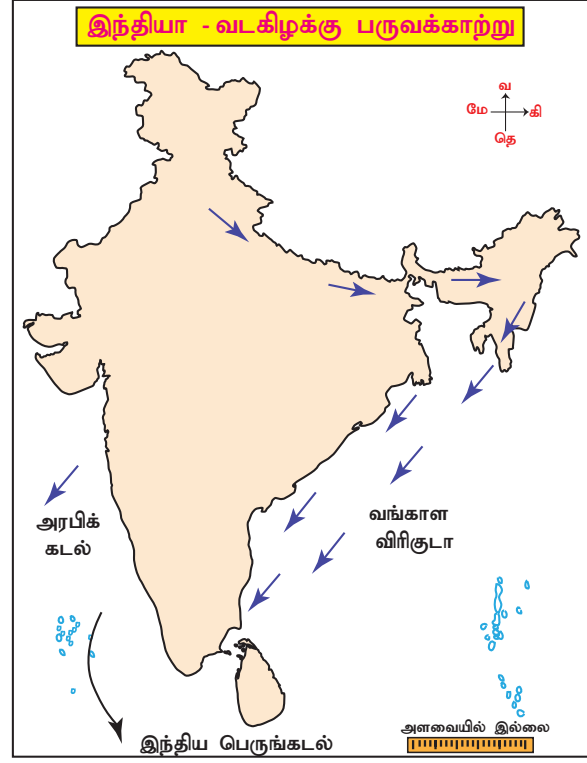 இந்தியா - வடகிழக்கு பருவக்காற்று
வ
மே கி
தெ
அரபிக்
கடல்
வங்காள
விரிகுடா
அளவையில் இல்லை
இந்திய பெருங்கடல்